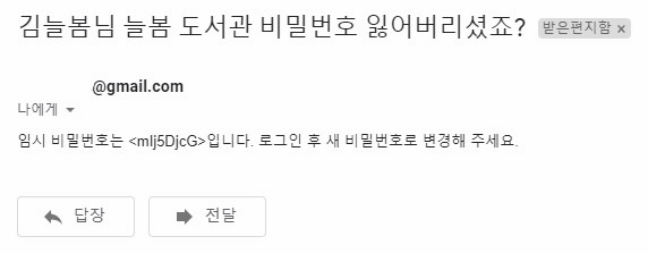 김늘봄님 늘봄 도서관 비밀번호 잃어버리셨죠? 받은편지함 x
@gmail.com
나에게
임시 비밀번호는 <mlj5DjcG>입니다. 로그인 후 새 비밀번호로 변경해 주세요.
답장 전달